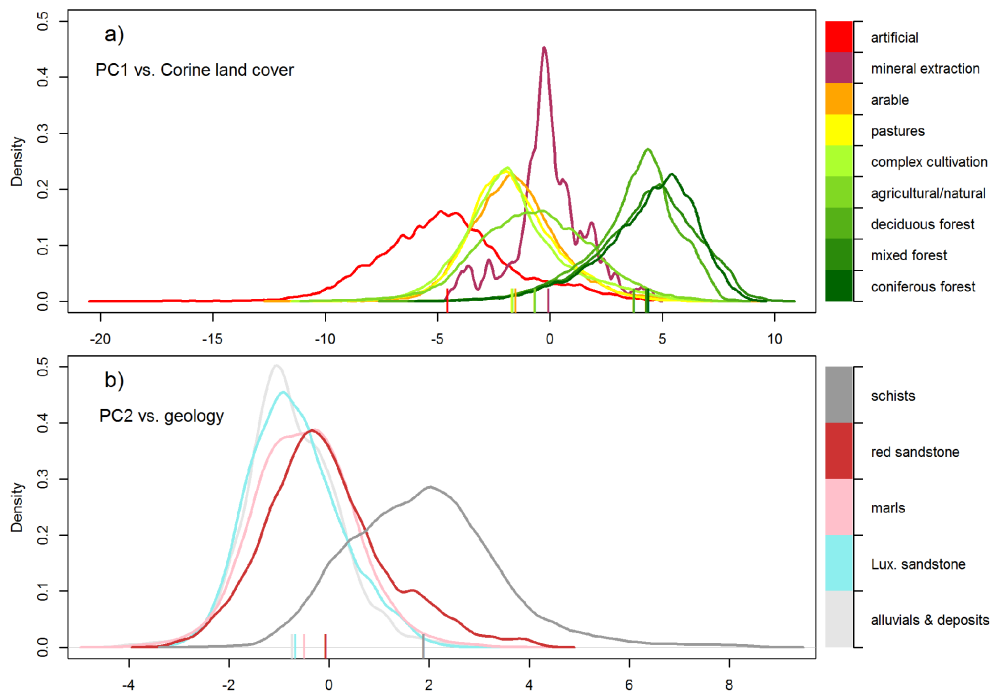 a)
PC1 vs. Corine land cover
Density
0.0
0.1
0.2
0.3
0.4
0.5
-20
-15
-10
-5
0
5
10
artificial
mineral extraction
arable
pastures
complex cultivation
agricultural/natural
deciduous forest
mixed forest
coniferous forest
b)
PC2 vs. geology
Density
0.0
0.1
0.2
0.3
0.4
0.5
-4
-2
0
2
4
6
8
schists
red sandstone
marls
Lux. sandstone
alluvials & deposits